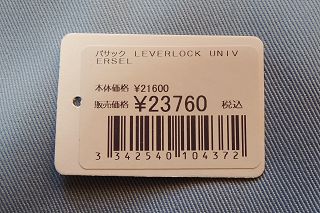 パサック LEVERLOCK UNIV
ERSEL
本体価格 ¥21600
販売価格 ¥23760 税込
3 342540 104372